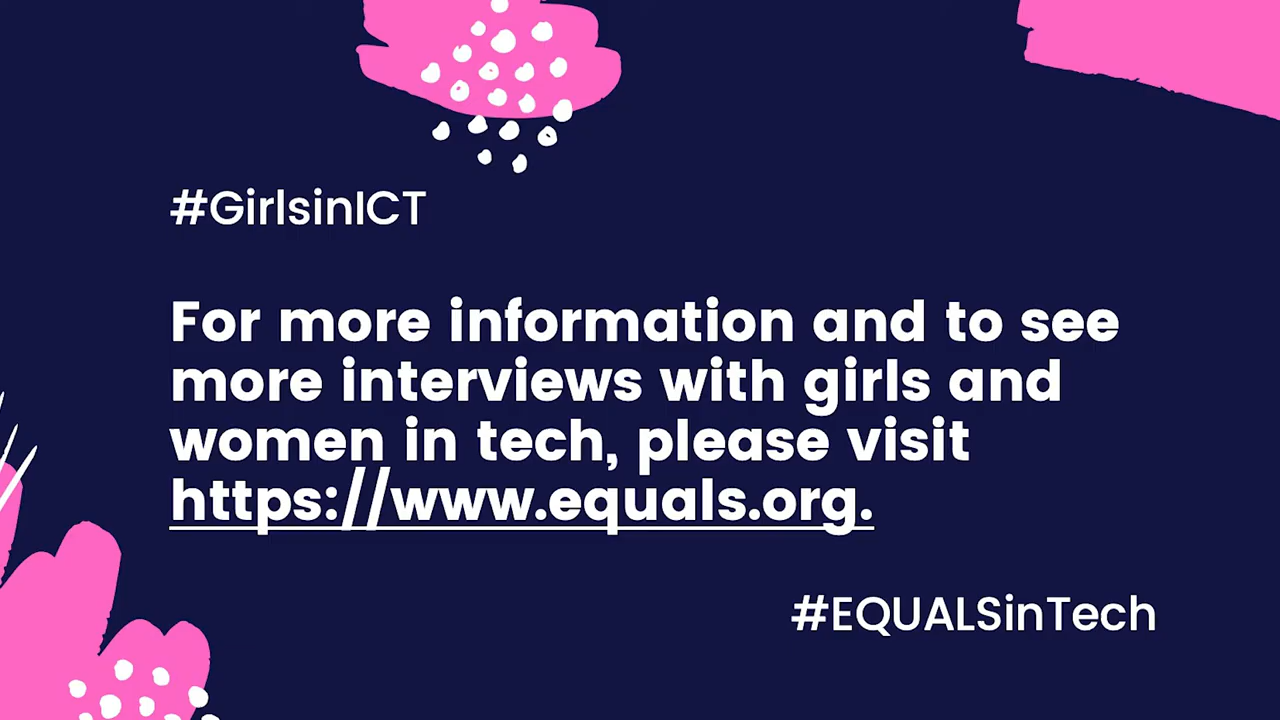 #GirlsinICT
For more information and to see
more interviews with girls and
women in tech, please visit
https://www.equals.org.
#EQUALSinTech